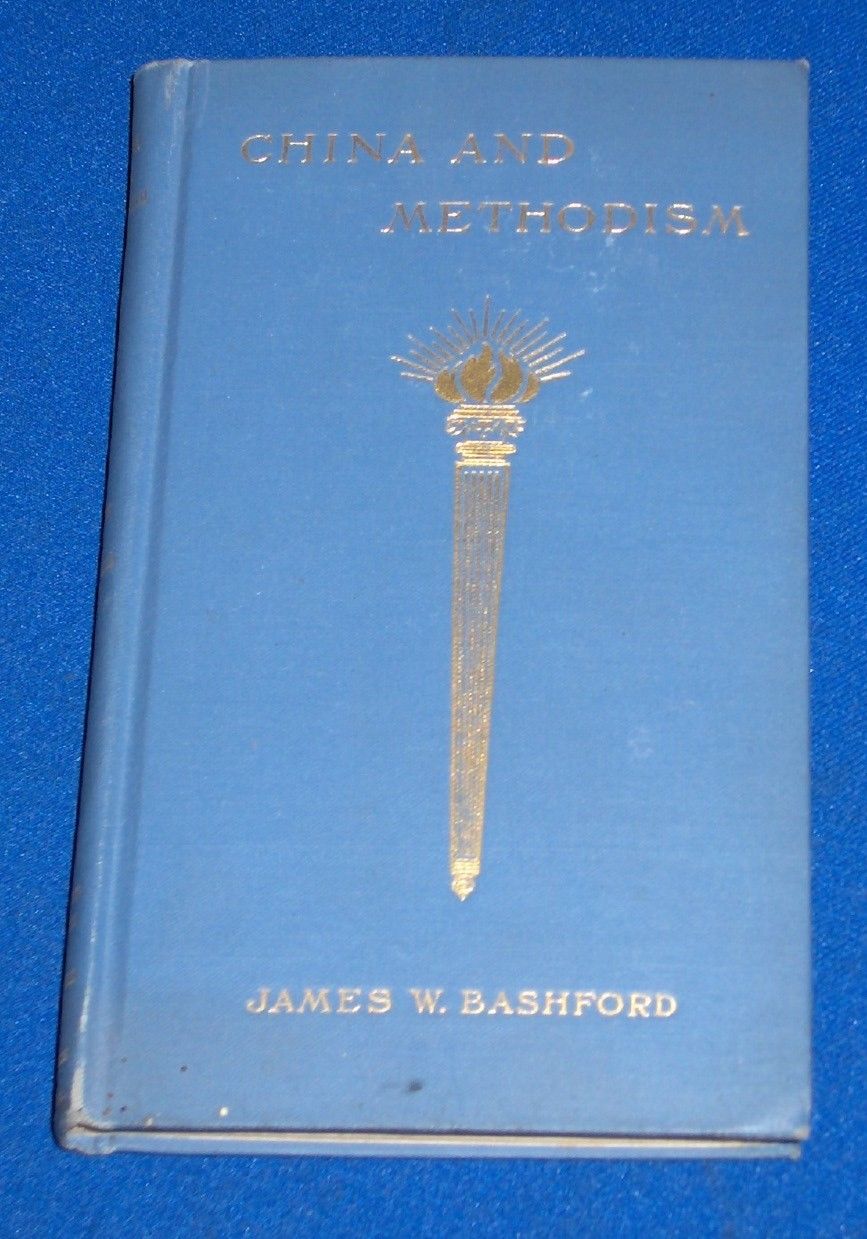 CHINA AND
METHODISM
JAMES W. BASHFORD